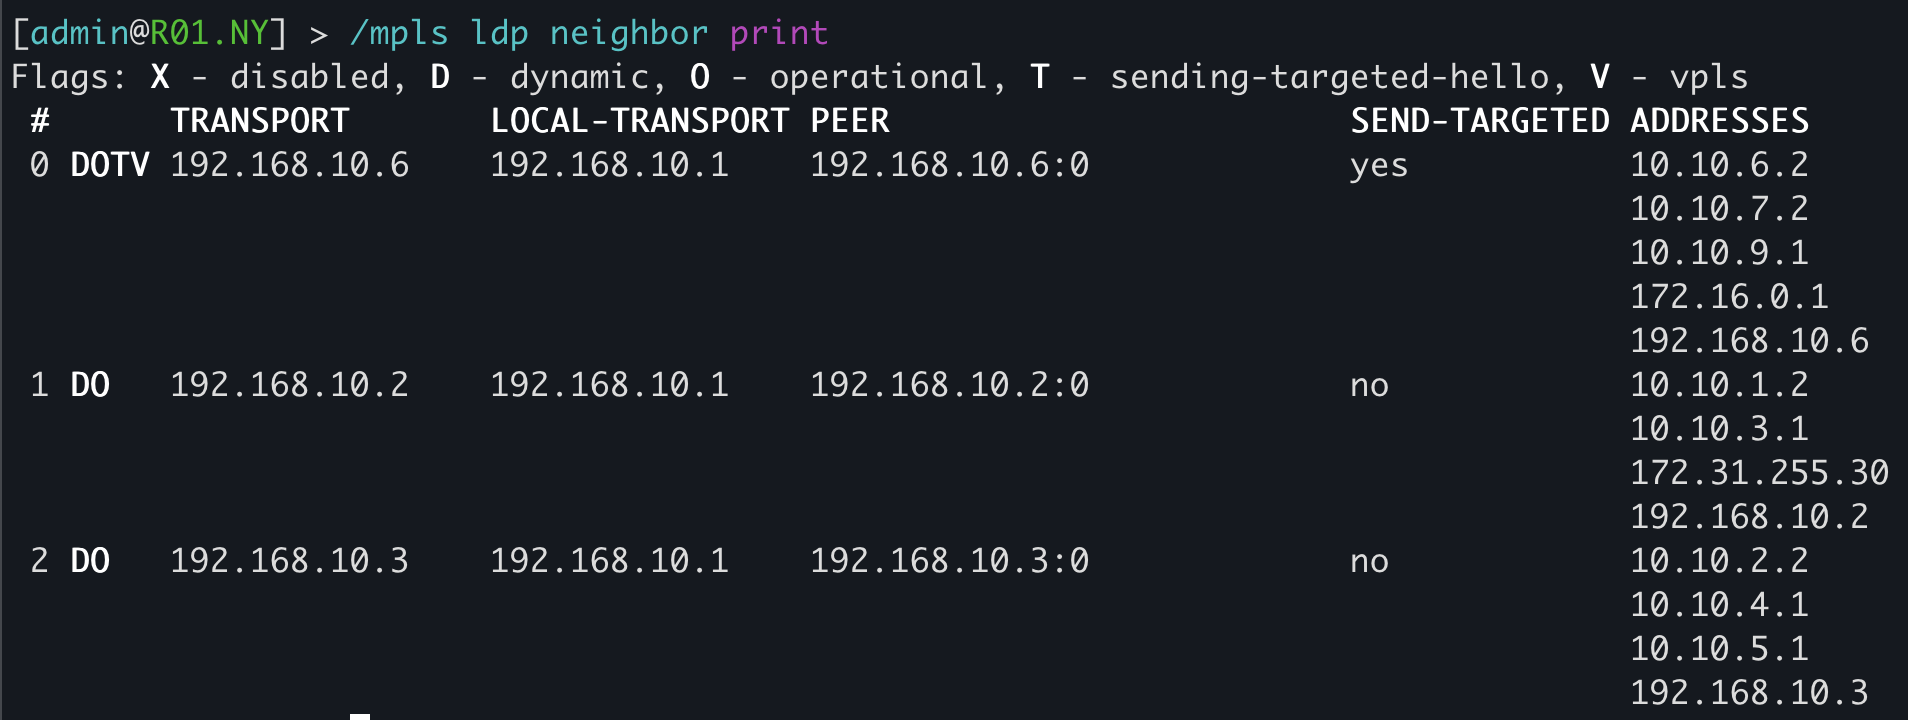 [admin@R01.NY] > /mpls ldp neighbor print
Flags: X - disabled, D - dynamic, O - operational, T - sending-targeted-hello, V - vpls
 #      TRANSPORT       LOCAL-TRANSPORT PEER                       SEND-TARGETED ADDRESSES
 0 DOTV 192.168.10.6    192.168.10.1    192.168.10.6:0             yes           10.10.6.2
                                                                                 10.10.7.2
                                                                                 10.10.9.1
                                                                                 172.16.0.1
                                                                                 192.168.10.6
 1 DO   192.168.10.2    192.168.10.1    192.168.10.2:0             no            10.10.1.2
                                                                                 10.10.3.1
                                                                                 172.31.255.30
                                                                                 192.168.10.2
 2 DO   192.168.10.3    192.168.10.1    192.168.10.3:0             no            10.10.2.2
                                                                                 10.10.4.1
                                                                                 10.10.5.1
                                                                                 192.168.10.3